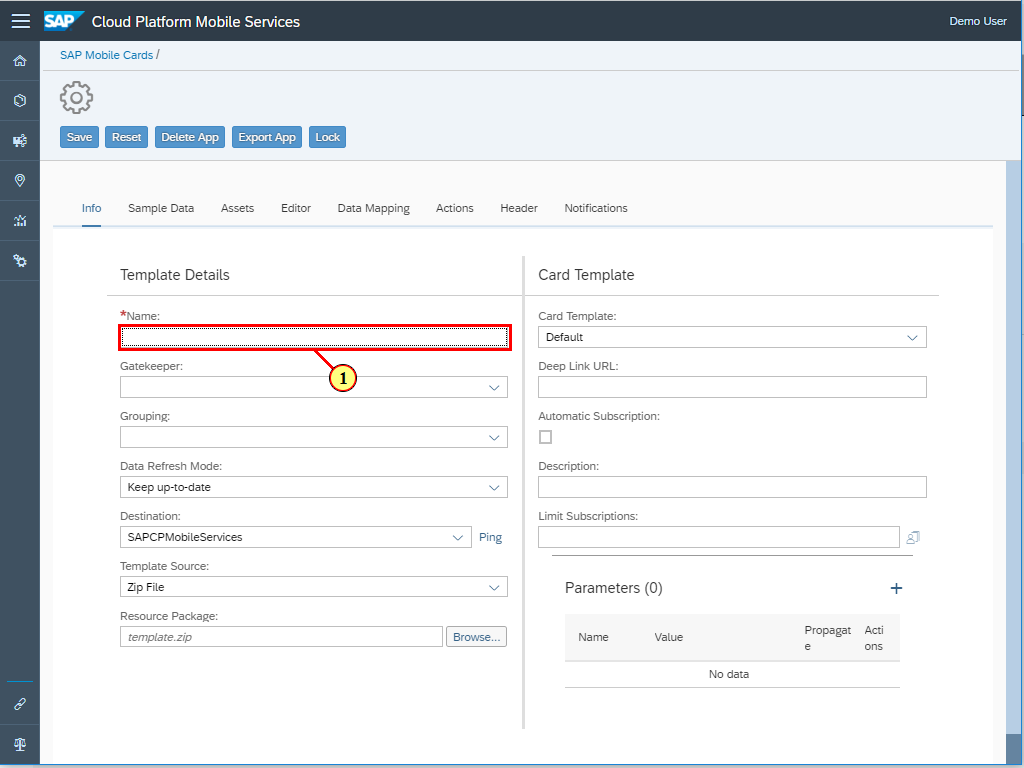 SAP Cloud Platform Mobile Services Demo User
SAP Mobile Cards /
Save Reset Delete App Export App Lock
Info Sample Data Assets Editor Data Mapping Actions Header Notifications
Template Details
*Name:
1
Gatekeeper:
Grouping:
Data Refresh Mode:
Keep up-to-date
Destination:
SAPCPMobileServices Ping
Template Source:
Zip File
Resource Package:
template.zip Browse...
Card Template
Card Template:
Default
Deep Link URL:
Automatic Subscription:
Description:
Limit Subscriptions:
Parameters (0) +
Name Value Propagat Acti
e ons
No data